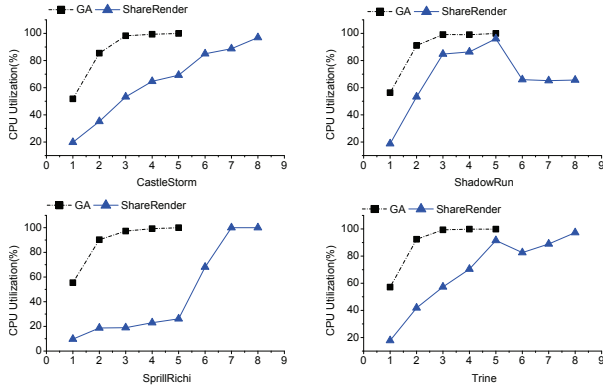 GA ShareRender
CPU Utilization(%)
100
80
60
40
20
0 1 2 3 4 5 6 7 8 9
CastleStorm
GA ShareRender
CPU Utilization(%)
100
80
60
40
20
0 1 2 3 4 5 6 7 8 9
ShadowRun
GA ShareRender
CPU Utilization(%)
100
80
60
40
20
0
0 1 2 3 4 5 6 7 8 9
SprillRichi
GA ShareRender
CPU Utilization(%)
100
80
60
40
20
0 1 2 3 4 5 6 7 8 9
Trine